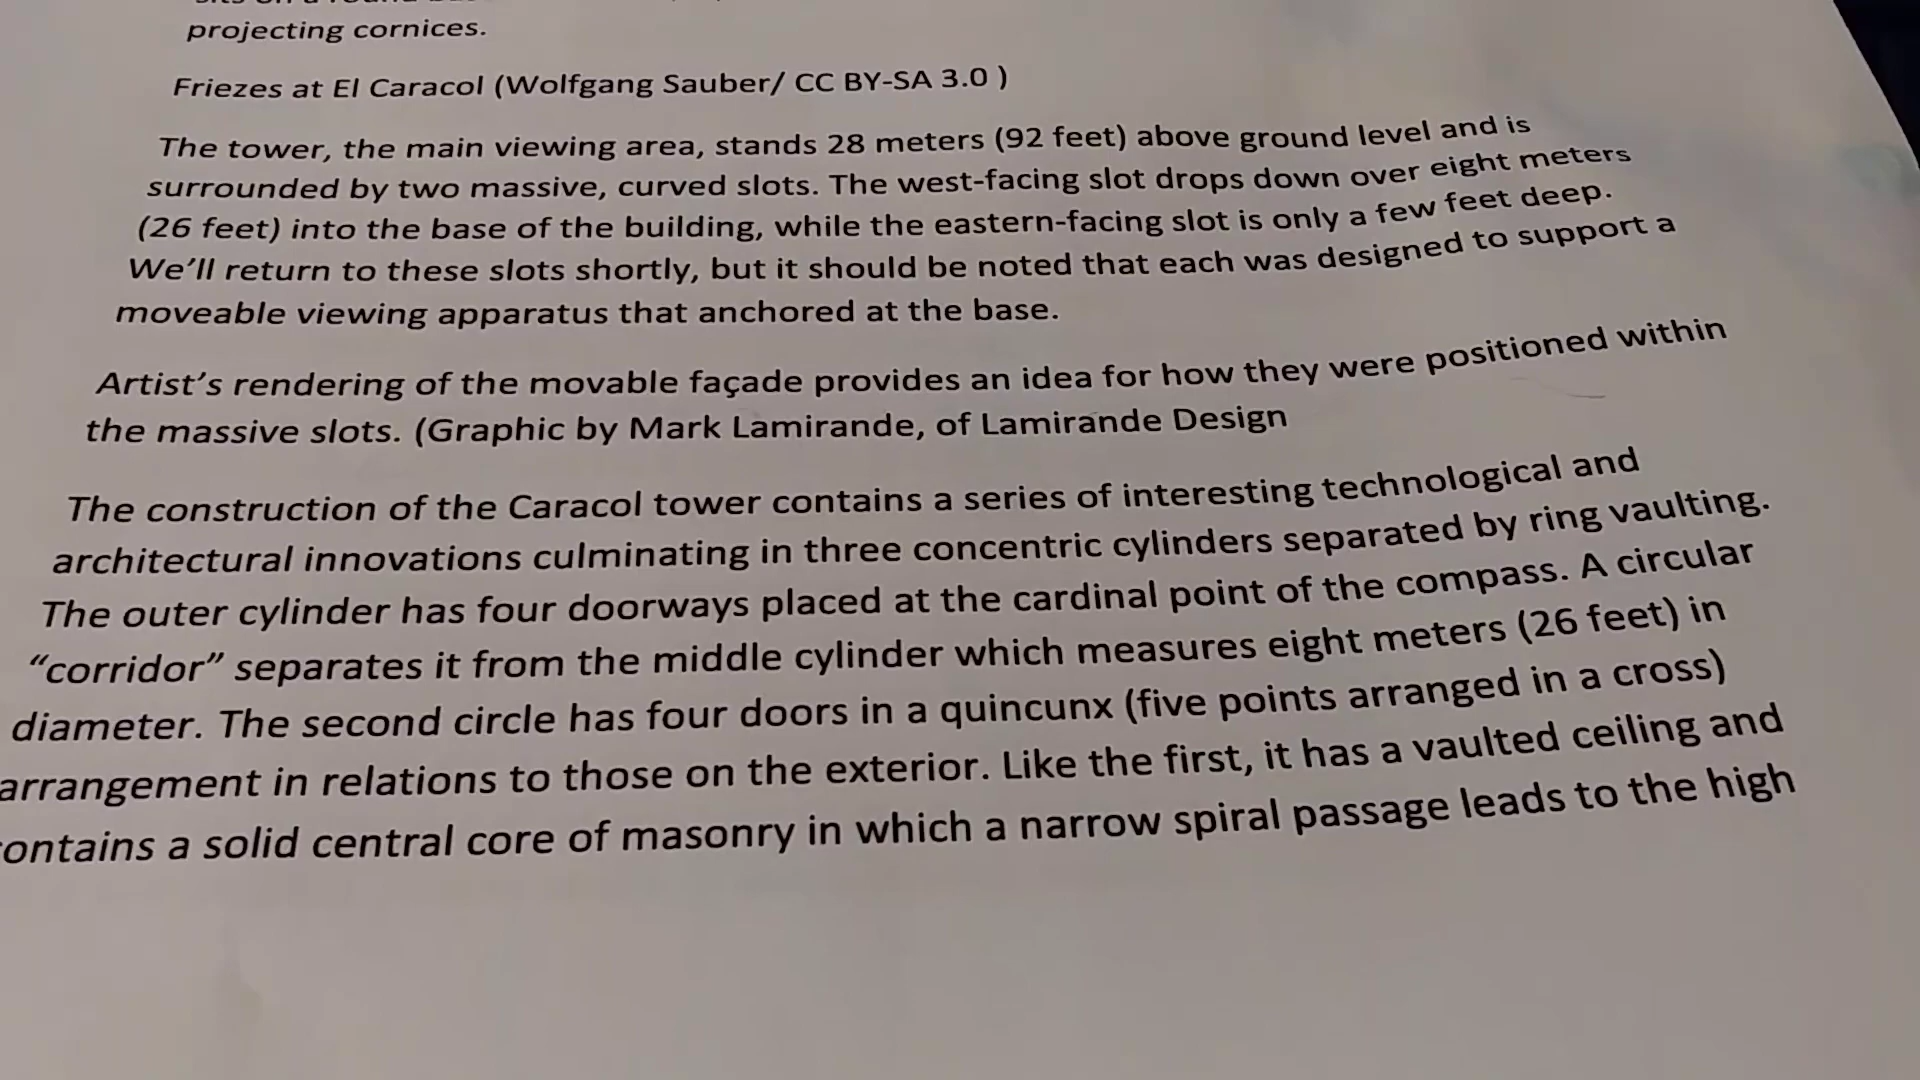 projecting cornices.
Friezes at El Caracol (Wolfgang Sauber/ CC BY-SA 3.0 )
The tower, the main viewing area, stands 28 meters (92 feet) above ground level and is
surrounded by two massive, curved slots. The west-facing slot drops down over eight meters
(26 feet) into the base of the building, while the eastern-facing slot is only a few feet deep.
We’ll return to these slots shortly, but it should be noted that each was designed to support a
moveable viewing apparatus that anchored at the base.
Artist’s rendering of the movable façade provides an idea for how they were positioned within
the massive slots. (Graphic by Mark Lamirande, of Lamirande Design
The construction of the Caracol tower contains a series of interesting technological and
architectural innovations culminating in three concentric cylinders separated by ring vaulting.
The outer cylinder has four doorways placed at the cardinal point of the compass. A circular
“corridor” separates it from the middle cylinder which measures eight meters (26 feet) in
diameter. The second circle has four doors in a quincunx (five points arranged in a cross)
arrangement in relations to those on the exterior. Like the first, it has a vaulted ceiling and
ontains a solid central core of masonry in which a narrow spiral passage leads to the high